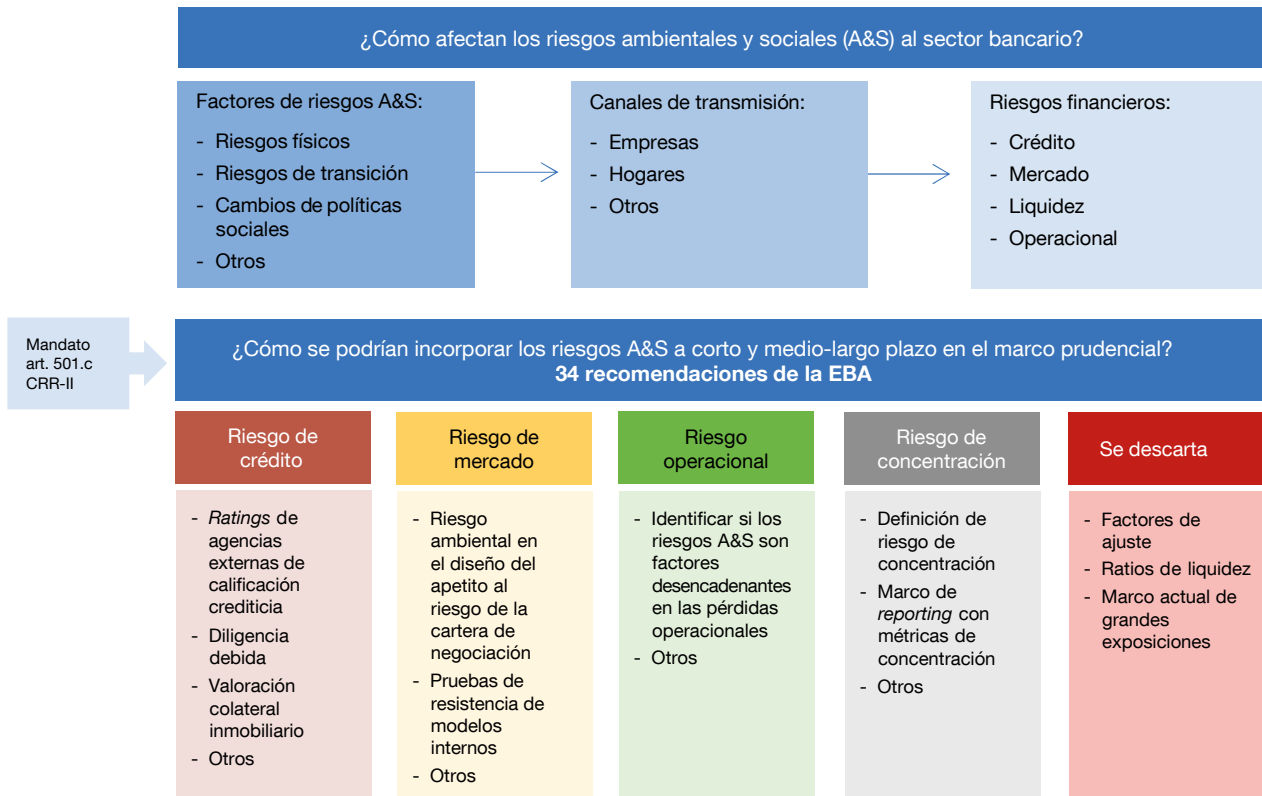 ¿Cómo afectan los riesgos ambientales y sociales (A&S) al sector bancario?
Factores de riesgos A&S:
- Riesgos físicos
- Riesgos de transición
- Cambios de políticas
sociales
- Otros
Canales de transmisión:
- Empresas
- Hogares
- Otros
Riesgos financieros:
- Crédito
- Mercado
- Liquidez
- Operacional
Mandato
art. 501.c
CRR-II
¿Cómo se podrían incorporar los riesgos A&S a corto y medio-largo plazo en el marco prudencial?
34 recomendaciones de la EBA
Riesgo de
crédito
- Ratings de
agencias
externas de
calificación
crediticia
- Diligencia
debida
- Valoración
colateral
inmobiliario
- Otros
Riesgo de
mercado
- Riesgo
ambiental en
el diseño del
apetito al
riesgo de la
cartera de
negociación
- Pruebas de
resistencia de
modelos
internos
- Otros
Riesgo
operacional
- Identificar si los
riesgos A&S son
factores
desencadenantes
en las pérdidas
operacionales
- Otros
Riesgo de
concentración
- Definición de
riesgo de
concentración
- Marco de
reporting con
métricas de
concentración
- Otros
Se descarta
- Factores de
ajuste
- Ratios de liquidez
- Marco actual de
grandes
exposiciones